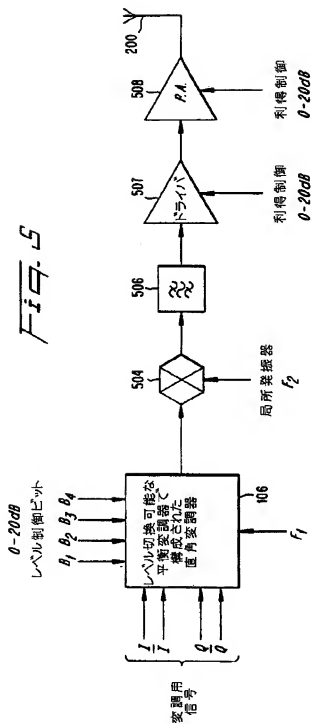 Fig. 5
0-20dB
レベル制御ビット
B1 B2 B3 B4
変調用
信号
I
I
Q
Q
レベル切換可能な
平衡変調器で
構成された
直角変調器
106
F1
504
局所発振器
F2
506
507
ドライバ
利得制御
0-20dB
508
P.A.
利得制御
0-20dB
200